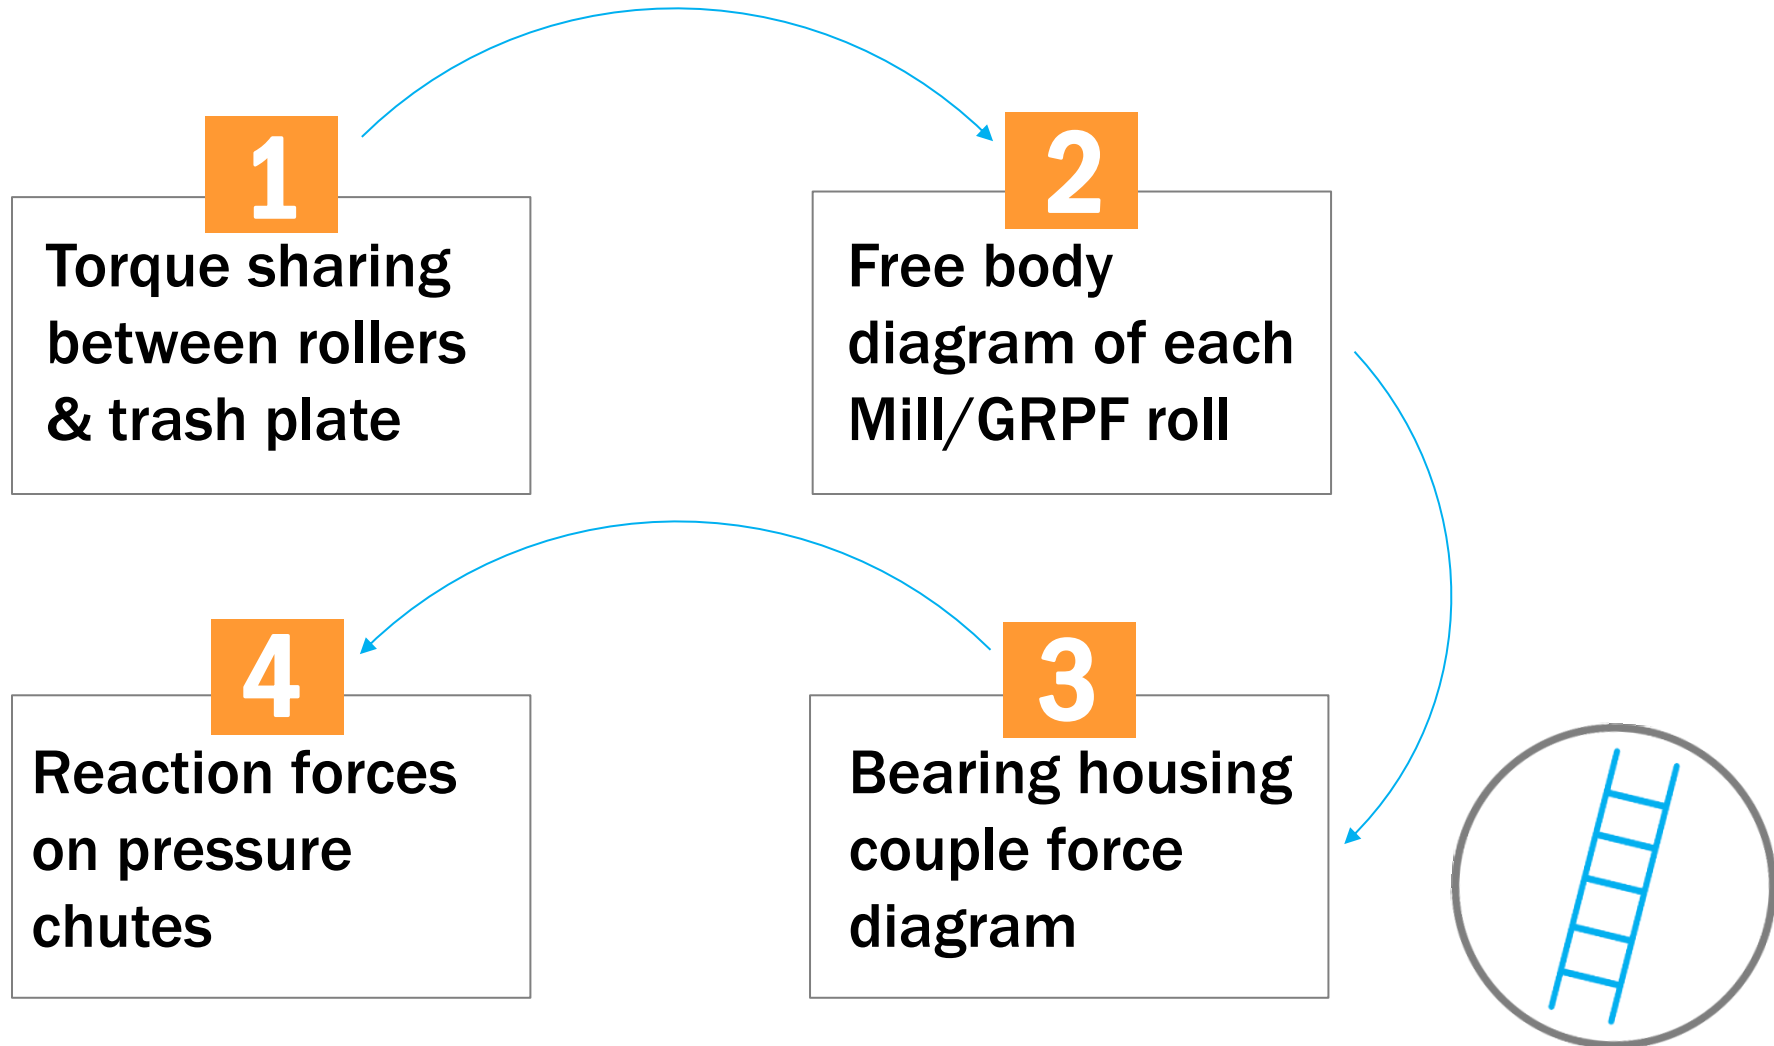 1
Torque sharing
between rollers
& trash plate
2
Free body
diagram of each
Mill/GRPF roll
3
Bearing housing
couple force
diagram
4
Reaction forces
on pressure
chutes